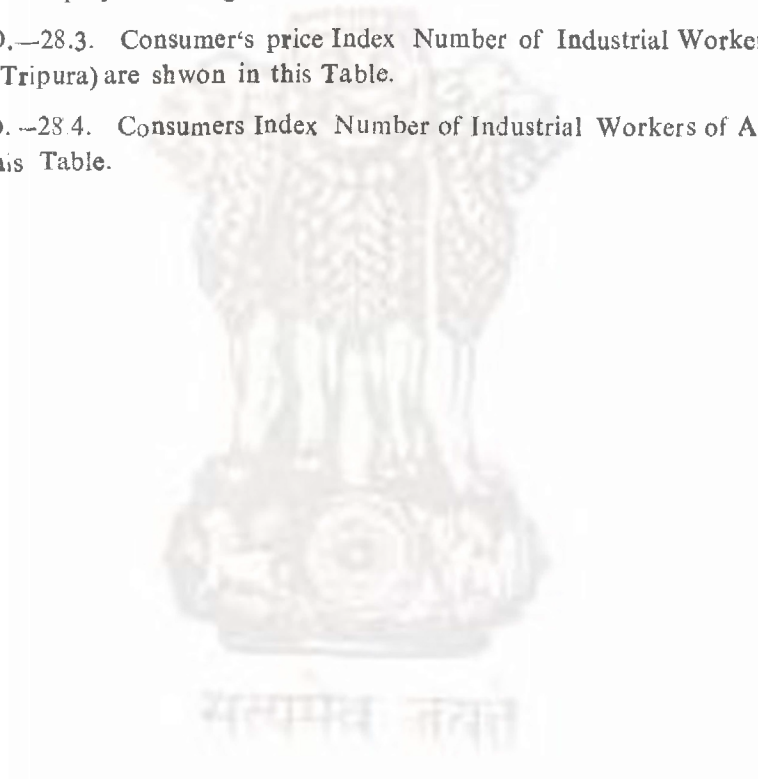 ).—28.3. Consumer‘s price Index Number of Industrial Worke
Tripura) are shwon in this Table.
). —28.4. Consumers Index Number of Industrial Workers of A
is Table.
सत्यमेव जयते